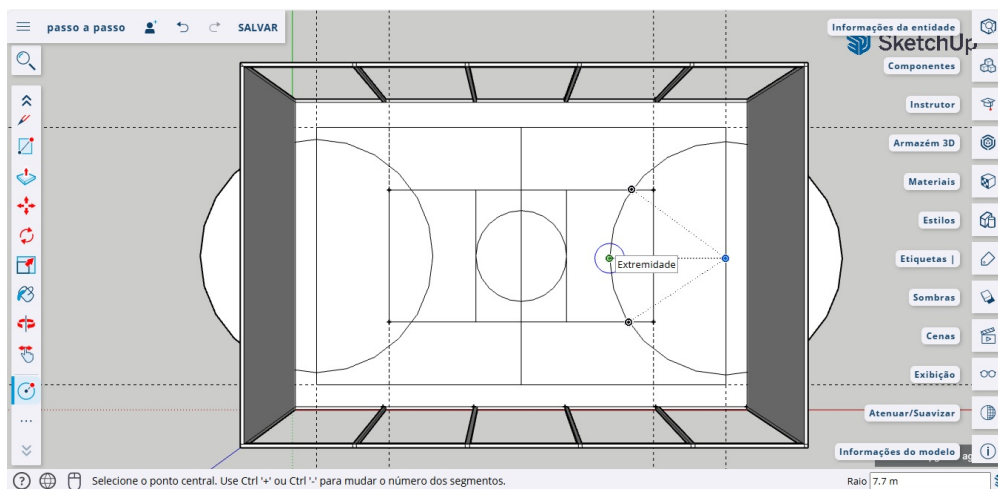 passo a passo SALVAR
Informações da entidade
SketchUp
Componentes
Instrutor
Armazém 3D
Materiais
Estilos
Etiquetas |
Extremidade
Sombras
Cenas
Exibição
Atenuar/Suavizar
Informações do modelo
Selecione o ponto central. Use Ctrl '+' ou Ctrl '-' para mudar o número dos segmentos.
Raio 7.7 m